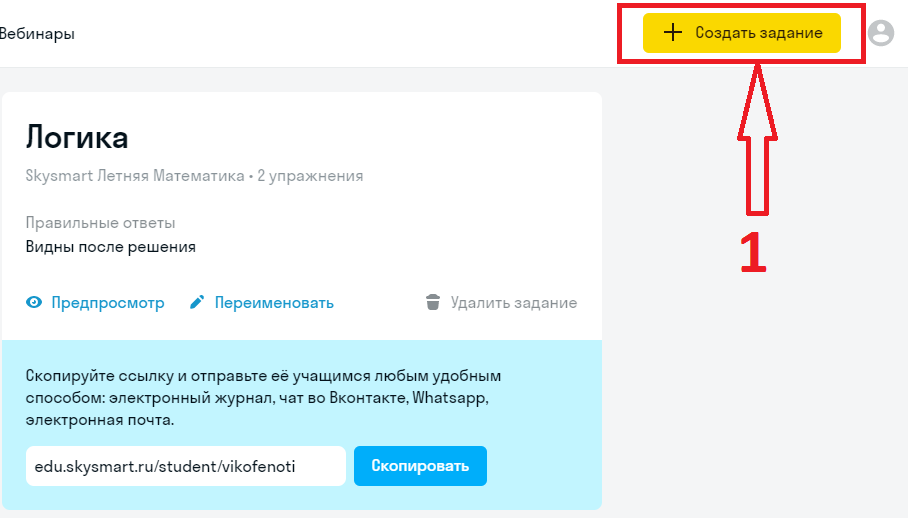 Вебинары
Создать задание
Логика
Skysmart Летняя Математика • 2 упражнения
Правильные ответы
Видны после решения
Предпросмотр
Переименовать
Удалить задание
1
Скопируйте ссылку и отправьте её учащимся любым удобным
способом: электронный журнал, чат во Вконтакте, Whatsapp,
электронная почта.
edu.skysmart.ru/student/vikofenoti
Скопировать